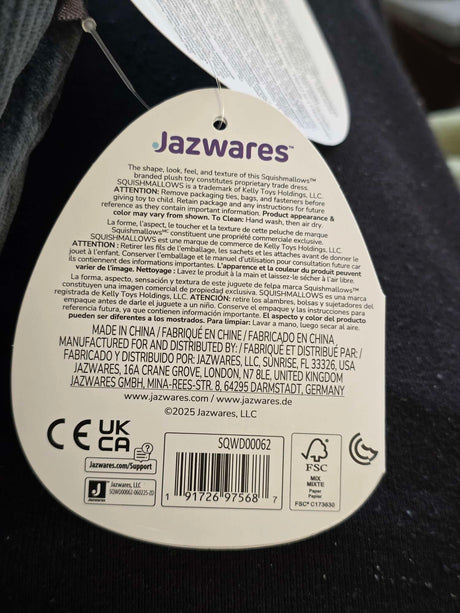 Jazwares™
The shape, look, feel, and texture of this Squishmallows™
branded plush toy constitutes proprietary trade dress.
SQUISHMALLOWS is a trademark of Kelly Toys Holdings, LLC.
ATTENTION: Remove packaging ties, bags, and fasteners before
giving toy to child. Retain package and any instructions for future
reference as they contain important information. Product appearance &
color may vary from shown. To Clean: Hand wash, then air dry.
La forme, l'aspect, le toucher et la texture de cette peluche de marque
Squishmallows™ constituent une propriété commerciale exclusive.
SQUISHMALLOWS est une marque de commerce de Kelly Toys Holdings, LLC
ATTENTION : Retirer les fils de l'emballage, les sachets et les attaches avant de donner le
jouet à l'enfant. Conserver l'emballage et le manuel d'utilisation pour consultation future car
ils contiennent des informations importantes. L'apparence et la couleur du produit peuvent
varier de l'image. Nettoyage : Lavez le produit à la main et laissez-le sécher à l'air libre.
La forma, aspecto, sensación y textura de este juguete de felpa marca Squishmallows™
constituyen una imagen comercial de propiedad exclusiva. SQUISHMALLOWS es una marca
registrada de Kelly Toys Holdings, LLC. ATENCIÓN: retire los alambres, bolsas y sujetadores del
empaque antes de darle el juguete a un niño. Conserve el empaque y las instrucciones para
referencia futura, ya que contienen información importante. El aspecto y color del producto
pueden ser diferentes a los mostrados. Para limpiar: Lavar a mano, luego secar al aire.
MADE IN CHINA / FABRIQUÉ EN CHINE / FABRICADO EN CHINA
MANUFACTURED FOR AND DISTRIBUTED BY: / FABRIQUÉ ET DISTRIBUÉ PAR: /
FABRICADO Y DISTRIBUIDO POR: JAZWARES, LLC, SUNRISE, FL 33326, USA
JAZWARES, 16A CRANE GROVE, LONDON, N7 8LE, UNITED KINGDOM
JAZWARES GMBH, MINA-REES-STR. 8, 64295 DARMSTADT, GERMANY
www.jazwares.com / www.jazwares.de
©2025 Jazwares, LLC
CE UK
CA
Jazwares.com/Support
Jazwares, LLC
SQWD00062-060225-ZD
SQWD00062
1 91726 97568 7
FSC
MIX
MIXTE
Paper
Papier
FSC® C173630